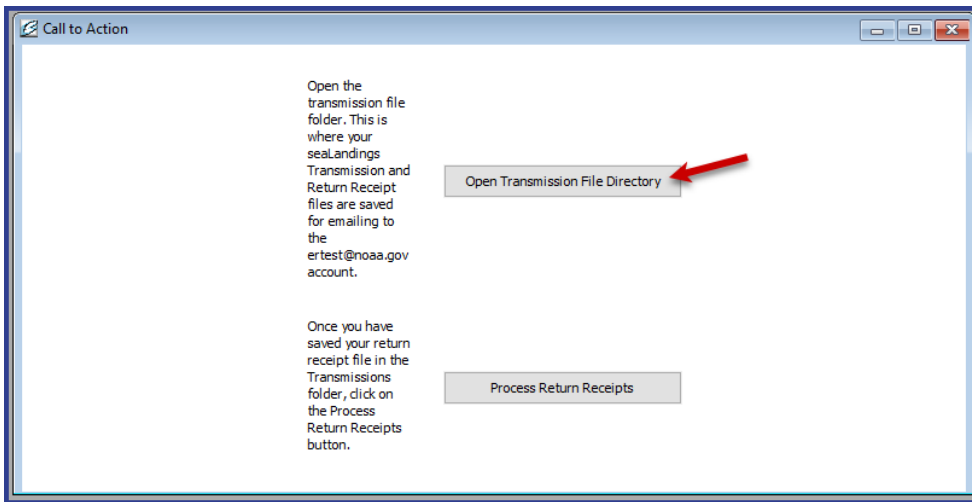 Call to Action
Open the
transmission file
folder. This is
where your
seaLandings
Transmission and
Return Receipt
files are saved
for emailing to
the
ertest@noaa.gov
account.
Open Transmission File Directory
Once you have
saved your return
receipt file in the
Transmissions
folder, click on
the Process
Return Receipts
button.
Process Return Receipts